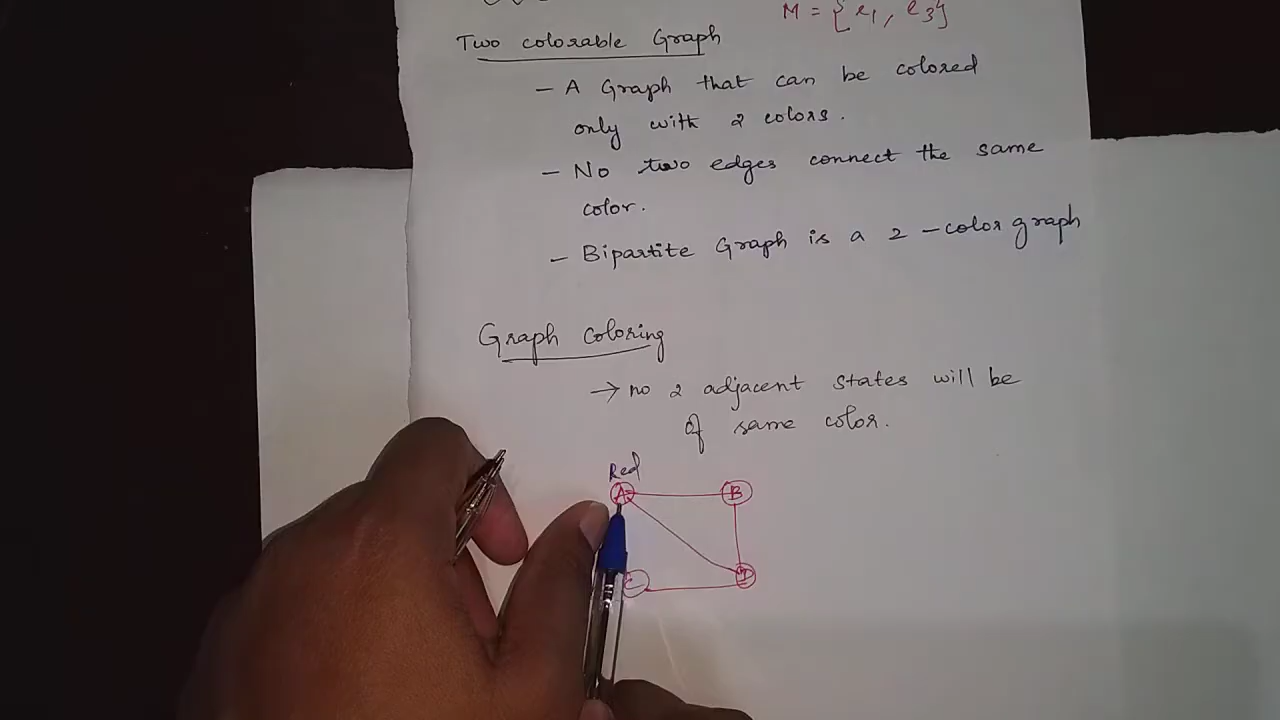 M = {e1, e3}
Two colorable Graph
- A Graph that can be colored
only with 2 colors.
- No two edges connect the same
color.
- Bipartite Graph is a 2 - color graph
Graph coloring
→ no 2 adjacent states will be
of same color.
Red
A B
C D